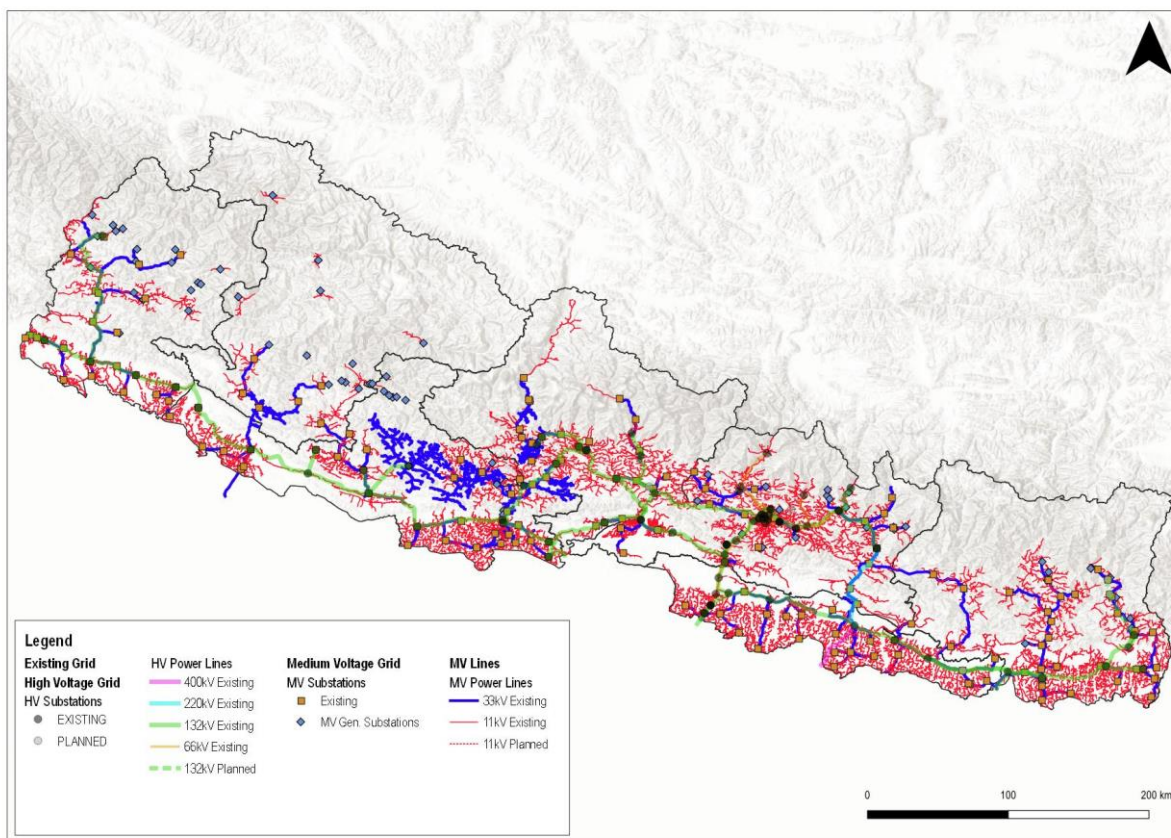 Legend
Existing Grid
High Voltage Grid
HV Substations
EXISTING
PLANNED
HV Power Lines
400kV Existing
220kV Existing
132kV Existing
66kV Existing
132kV Planned
Medium Voltage Grid
MV Substations
Existing
MV Gen. Substations
MV Lines
MV Power Lines
33kV Existing
11kV Existing
11kV Planned
0 100 200 km